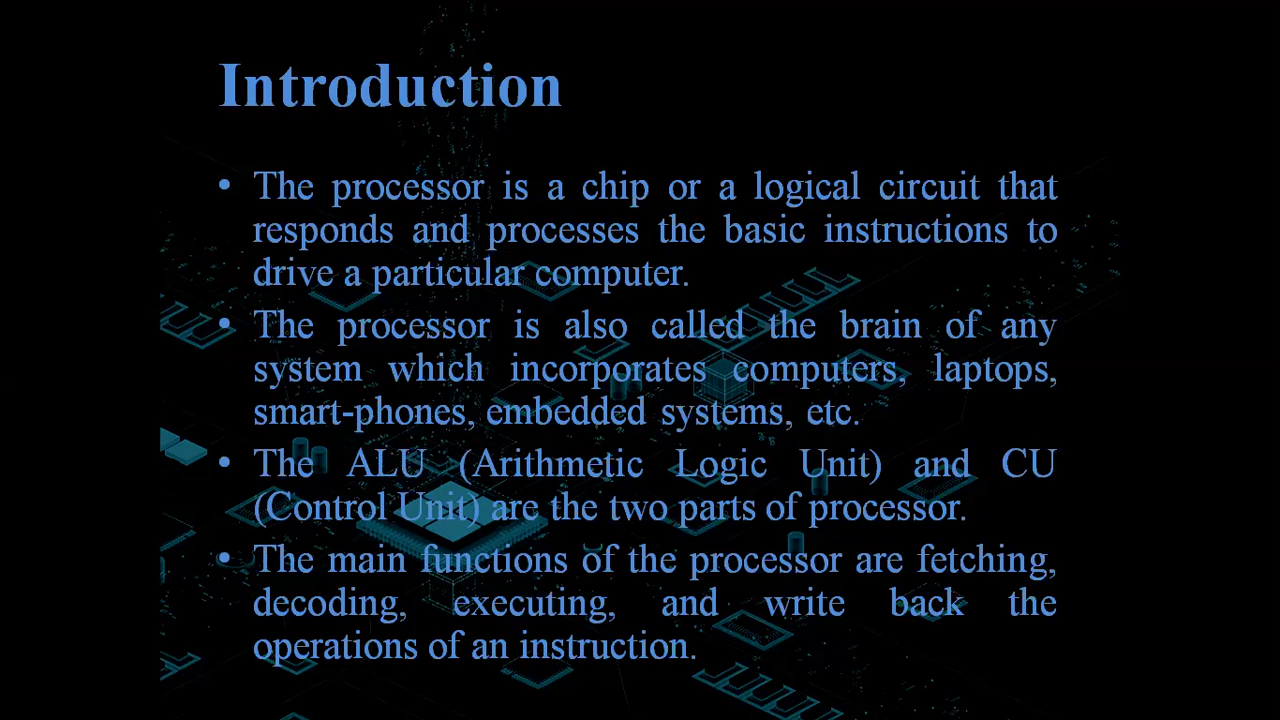 Introduction
• The processor is a chip or a logical circuit that
responds and processes the basic instructions to
drive a particular computer.
• The processor is also called the brain of any
system which incorporates computers, laptops,
smart-phones, embedded systems, etc.
• The ALU (Arithmetic Logic Unit) and CU
(Control Unit) are the two parts of processor.
• The main functions of the processor are fetching,
decoding, executing, and write back the
operations of an instruction.